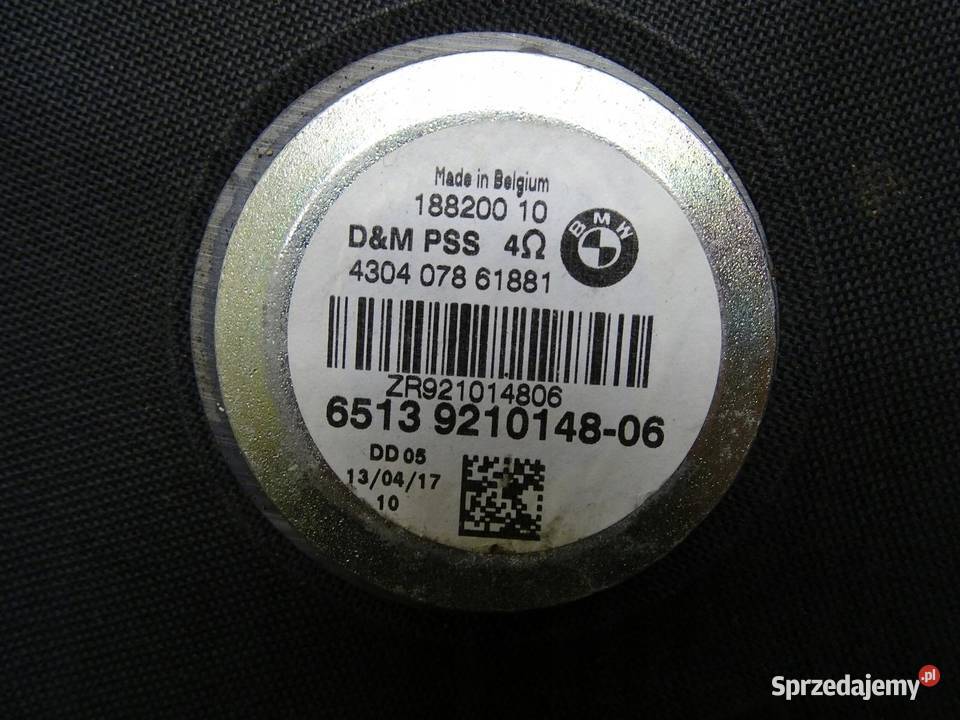 Made in Belgium
188200 10
D&M PSS 4Ω
BMW
4304 078 61881
ZR921014806
6513 9210148-06
DD 05
13/04/17
10
Sprzedajemy.pl